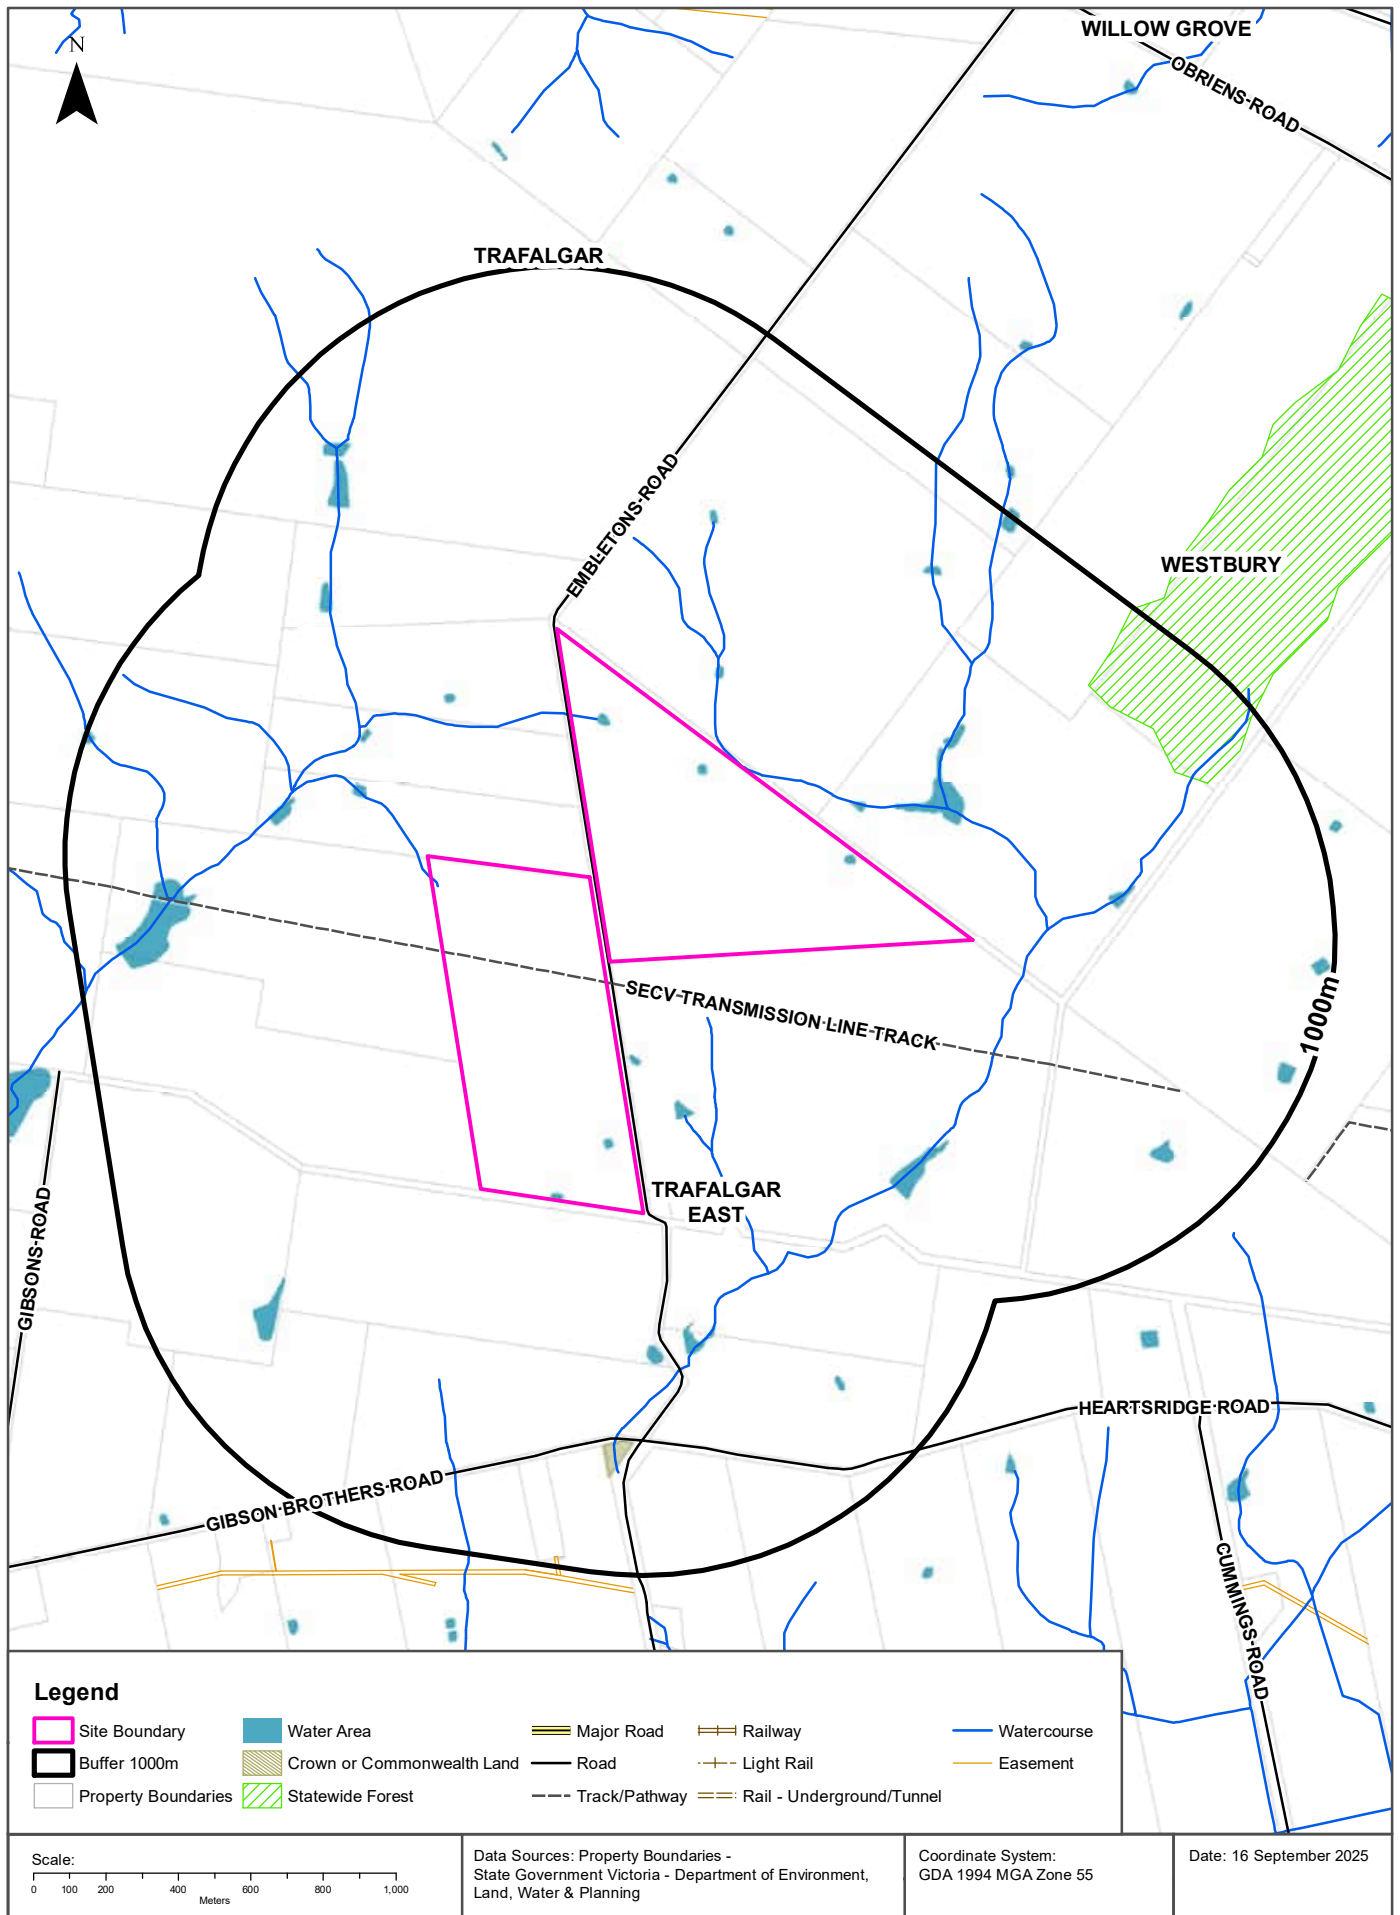 WILLOW GROVE
N
OBRIENS ROAD
TRAFALGAR
EMBLETONS ROAD
WESTBURY
SECV TRANSMISSION LINE TRACK
1000m
TRAFALGAR
EAST
GIBSONS ROAD
HEARTSRIDGE ROAD
GIBSON BROTHERS ROAD
CUMMINGS ROAD
Legend
Site Boundary
Buffer 1000m
Property Boundaries
Water Area
Crown or Commonwealth Land
Statewide Forest
Major Road
Road
Track/Pathway
Railway
Light Rail
Rail - Underground/Tunnel
Watercourse
Easement
Scale:
0 100 200 400 600 800 1,000
Meters
Data Sources: Property Boundaries -
State Government Victoria - Department of Environment,
Land, Water & Planning
Coordinate System:
GDA 1994 MGA Zone 55
Date: 16 September 2025